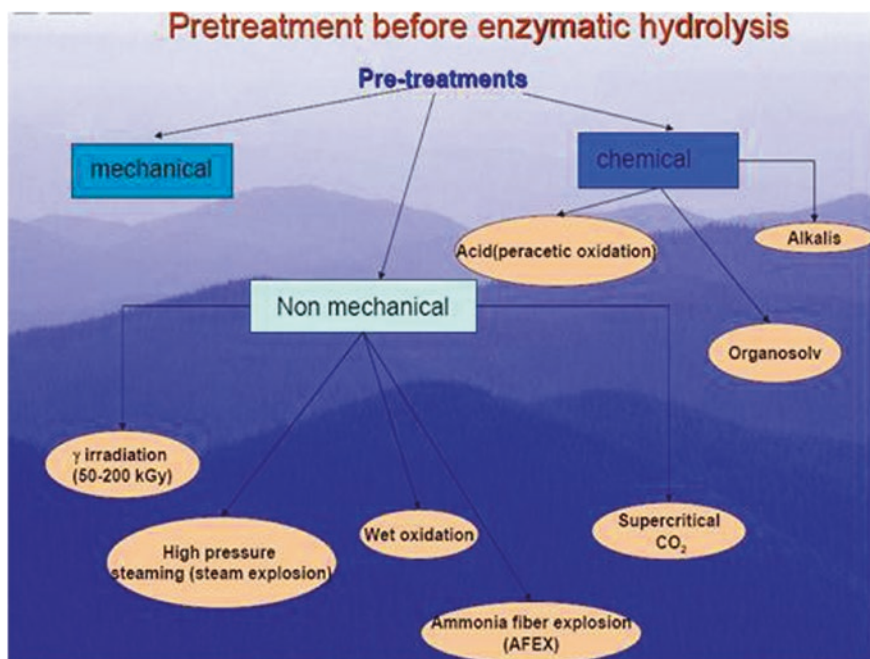 Pretreatment before enzymatic hydrolysis
Pre-treatments
mechanical
chemical
Acid(peracetic oxidation)
Alkalis
Non mechanical
Organosolv
γ irradiation
(50-200 kGy)
High pressure
steaming (steam explosion)
Wet oxidation
Supercritical
CO₂
Ammonia fiber explosion
(AFEX)